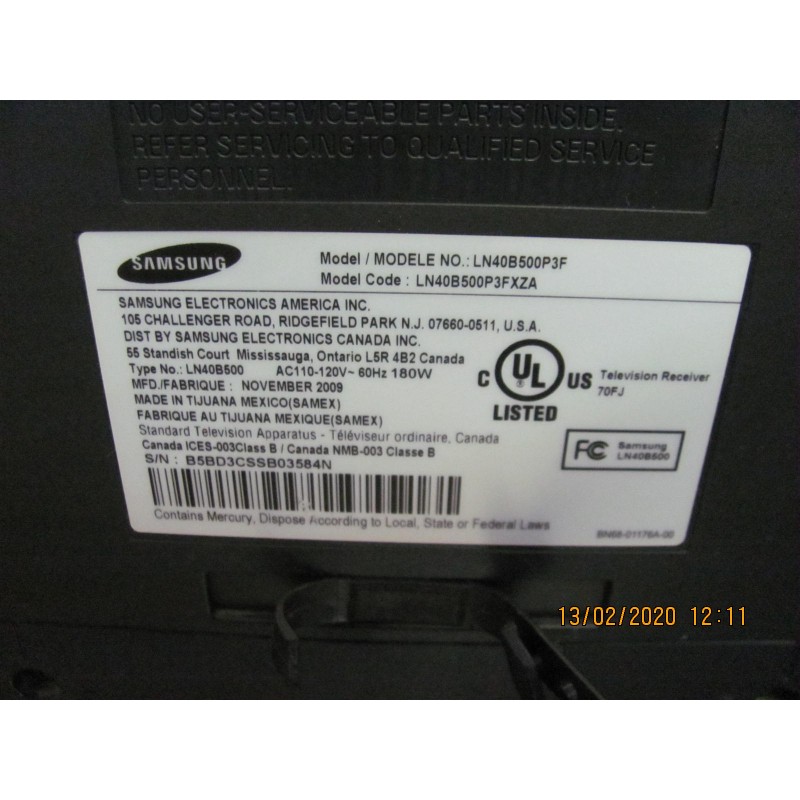 NO USER-SERVICEABLE PARTS INSIDE.
REFER SERVICING TO QUALIFIED SERVICE
PERSONNEL.
SAMSUNG
Model / MODELE NO.: LN40B500P3F
Model Code : LN40B500P3FXZA
SAMSUNG ELECTRONICS AMERICA INC.
105 CHALLENGER ROAD, RIDGEFIELD PARK N.J. 07660-0511, U.S.A.
DIST BY SAMSUNG ELECTRONICS CANADA INC.
55 Standish Court Mississauga, Ontario L5R 4B2 Canada
Type No.: LN40B500 AC110-120V~ 60Hz 180W
MFD./FABRIQUE : NOVEMBER 2009
MADE IN TIJUANA MEXICO(SAMEX)
FABRIQUE AU TIJUANA MEXIQUE(SAMEX)
Standard Television Apparatus - Téléviseur ordinaire, Canada
Canada ICES-003Class B / Canada NMB-003 Classe B
S/N : B5BD3CSSB03584N
C UL US
LISTED
Television Receiver
70FJ
FC Samsung
LN40B500
Contains Mercury, Dispose According to Local, State or Federal Laws
BN68-01176A-00
13/02/2020 12:11